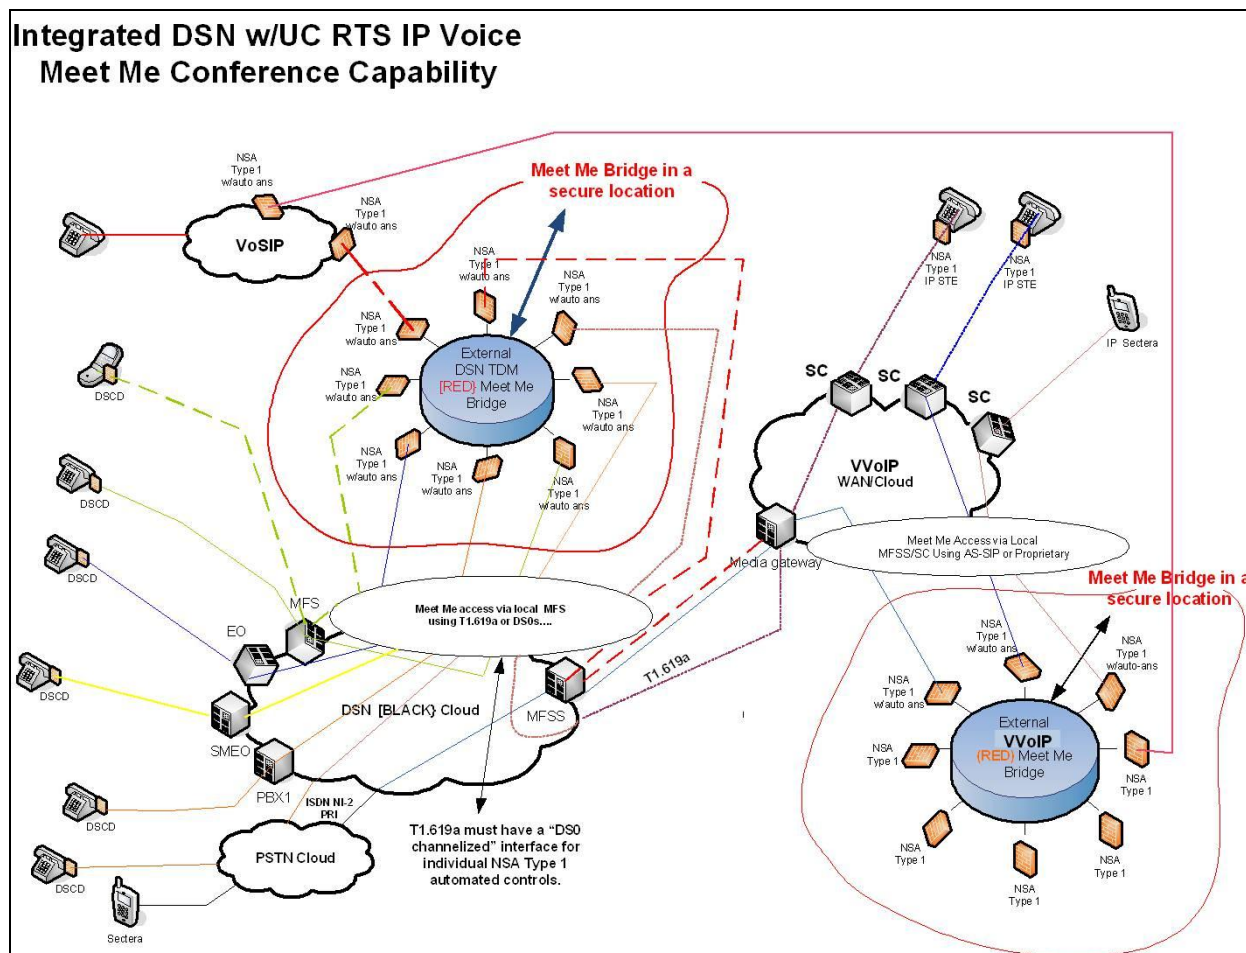 Integrated DSN w/UC RTS IP Voice
Meet Me Conference Capability
NSA
Type 1
w/auto ans
NSA
Type 1
w/auto ans
VoSIP
Meet Me Bridge in a
secure location
NSA
Type 1
w/auto ans
NSA
Type 1
w/auto ans
NSA
Type 1
w/auto ans
NSA
Type 1
w/auto ans
NSA
Type 1
w/auto ans
NSA
Type 1
w/auto ans
NSA
Type 1
w/auto ans
NSA
Type 1
w/auto ans
External
DSN TDM
[RED} Meet Me
Bridge
NSA
Type 1
IP STE
NSA
Type 1
IP STE
IP Sectera
SC
SC
SC
VVoIP
WAN/Cloud
Media gateway
Meet Me Access via Local
MFSS/SC Using AS-SIP or Proprietary
DSCD
DSCD
DSCD
DSCD
DSCD
DSCD
Sectera
MFS
EO
SMEO
PBX1
Meet Me access via local MFS
using T1.619a or DS0s....
DSN [BLACK} Cloud
MFSS
T1.619a
ISDN NI-2
PRI
PSTN Cloud
T1.619a must have a “DS0
channelized” interface for
individual NSA Type 1
automated controls.
Meet Me Bridge in a
secure location
NSA
Type 1
w/auto ans
NSA
Type 1
w/auto-ans
NSA
Type 1
w/auto ans
NSA
Type 1
NSA
Type 1
NSA
Type 1
NSA
Type 1
NSA
Type 1
External
VVoIP
(RED) Meet Me
Bridge